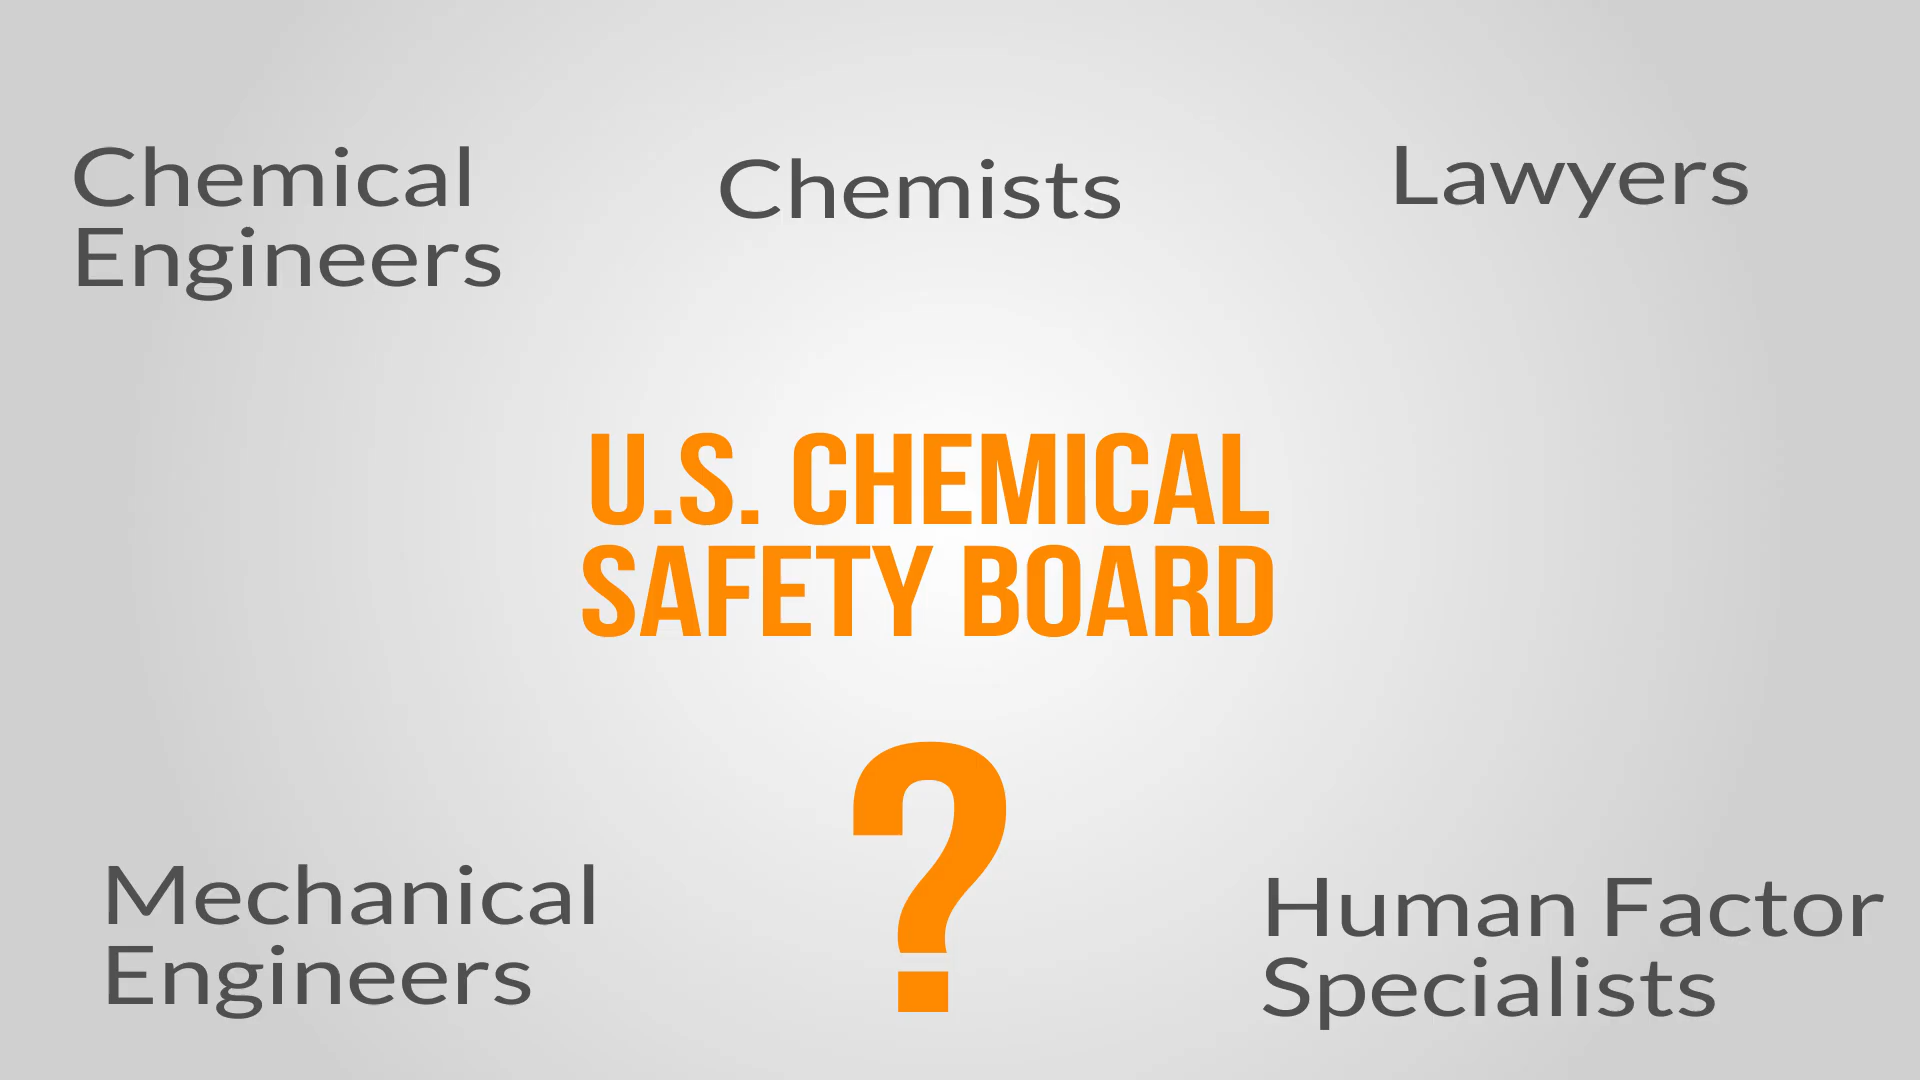 Chemical
Engineers
Chemists
Lawyers
U.S. CHEMICAL
SAFETY BOARD
?
Mechanical
Engineers
Human Factor
Specialists